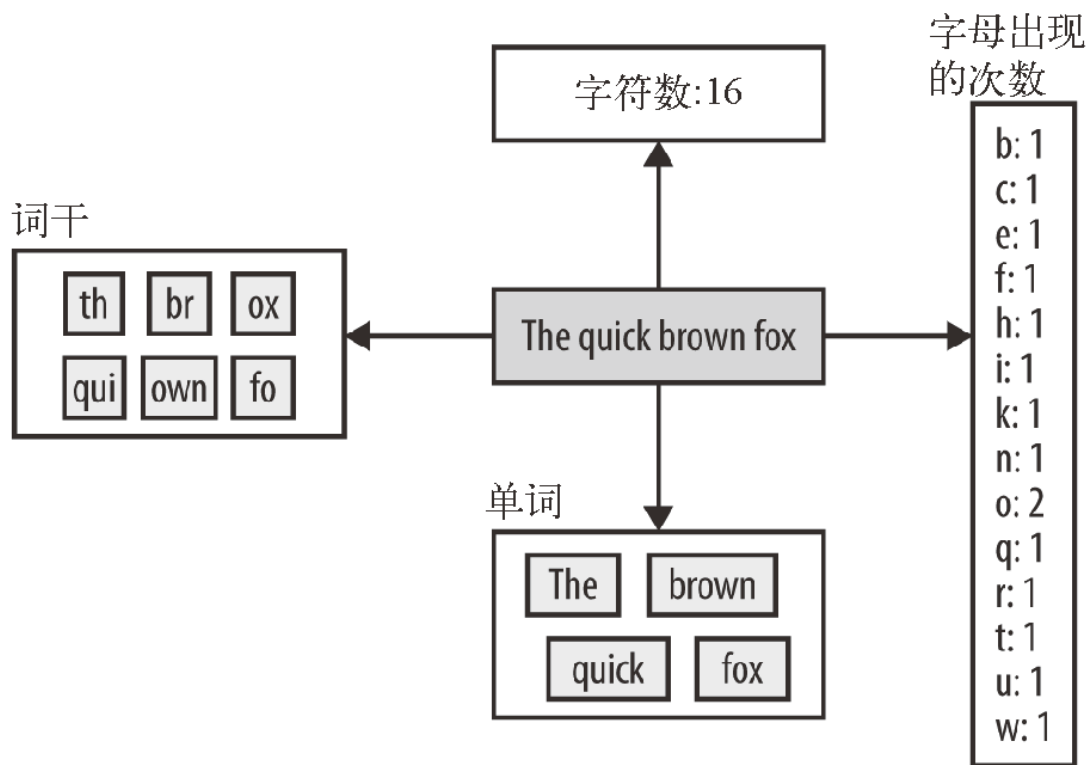 字符数:16
字母出现
的次数
b: 1
c: 1
e: 1
f: 1
h: 1
i: 1
k: 1
n: 1
o: 2
q: 1
r: 1
t: 1
u: 1
w: 1
词干
th br ox
qui own fo
The quick brown fox
单词
The brown
quick fox